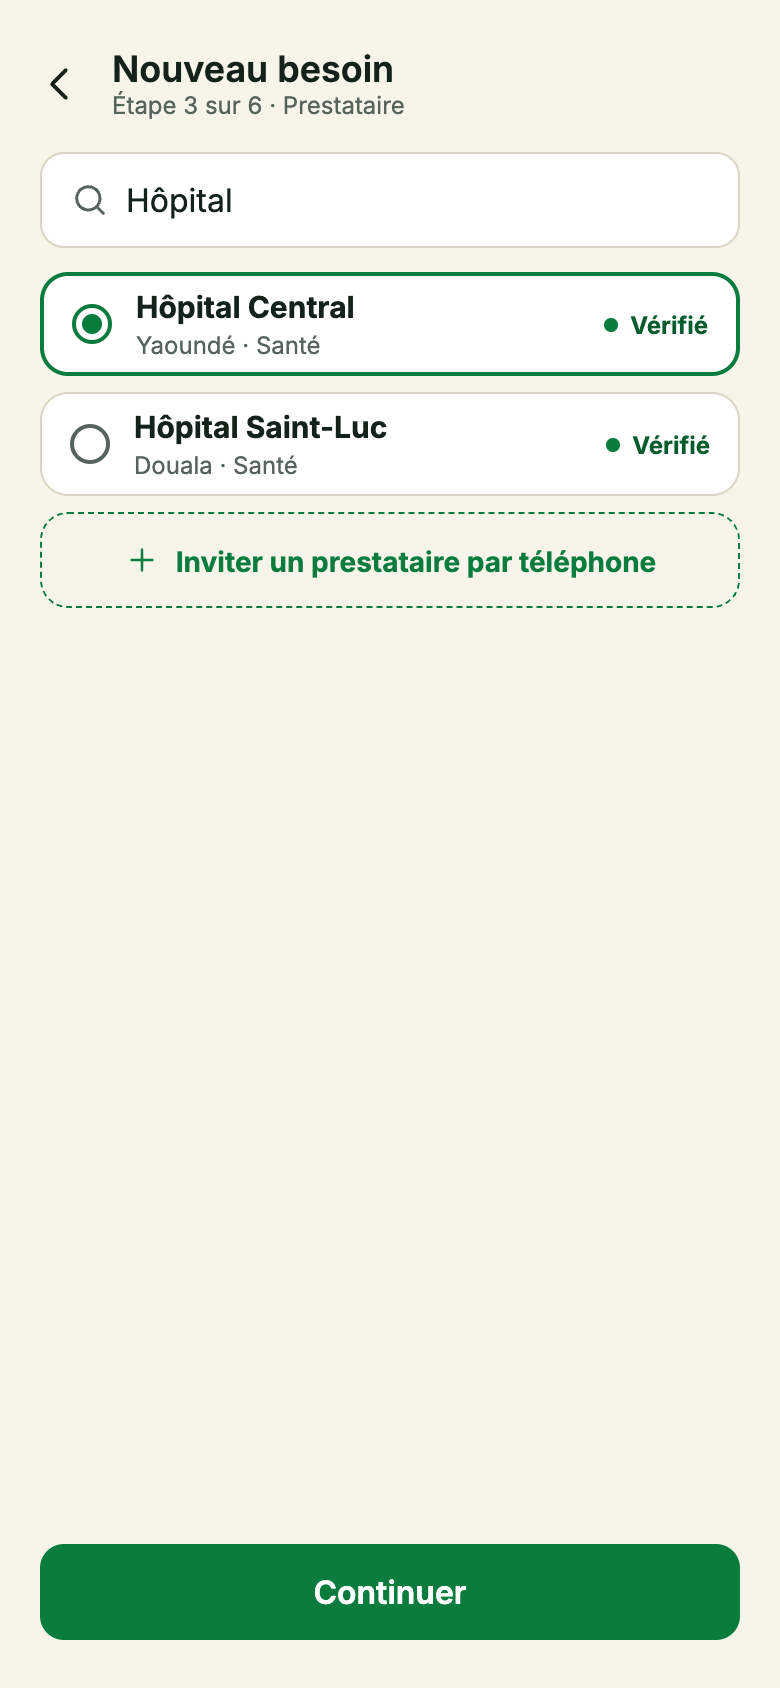 Nouveau besoin
Étape 3 sur 6 · Prestataire
Hôpital
Hôpital Central
Yaoundé · Santé
Vérifié
Hôpital Saint-Luc
Douala · Santé
Vérifié
Inviter un prestataire par téléphone
Continuer